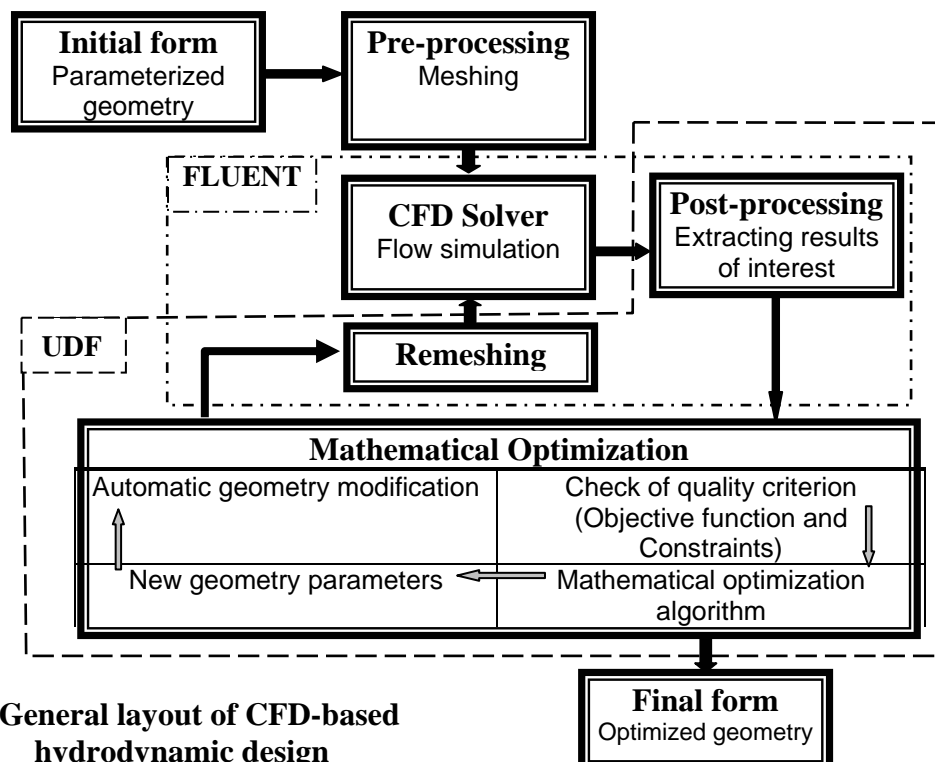 Initial form
Parameterized
geometry
Pre-processing
Meshing
FLUENT
CFD Solver
Flow simulation
Post-processing
Extracting results
of interest
UDF
Remeshing
Mathematical Optimization
Automatic geometry modification
Check of quality criterion
(Objective function and
Constraints)
New geometry parameters
Mathematical optimization
algorithm
Final form
Optimized geometry
General layout of CFD-based
hydrodynamic design